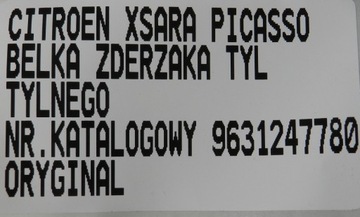 CITROEN XSARA PICASSO
BELKA ZDERZAKA TYL
TYLNEGO
NR.KATALOGOWY 9631247780
ORYGINAL